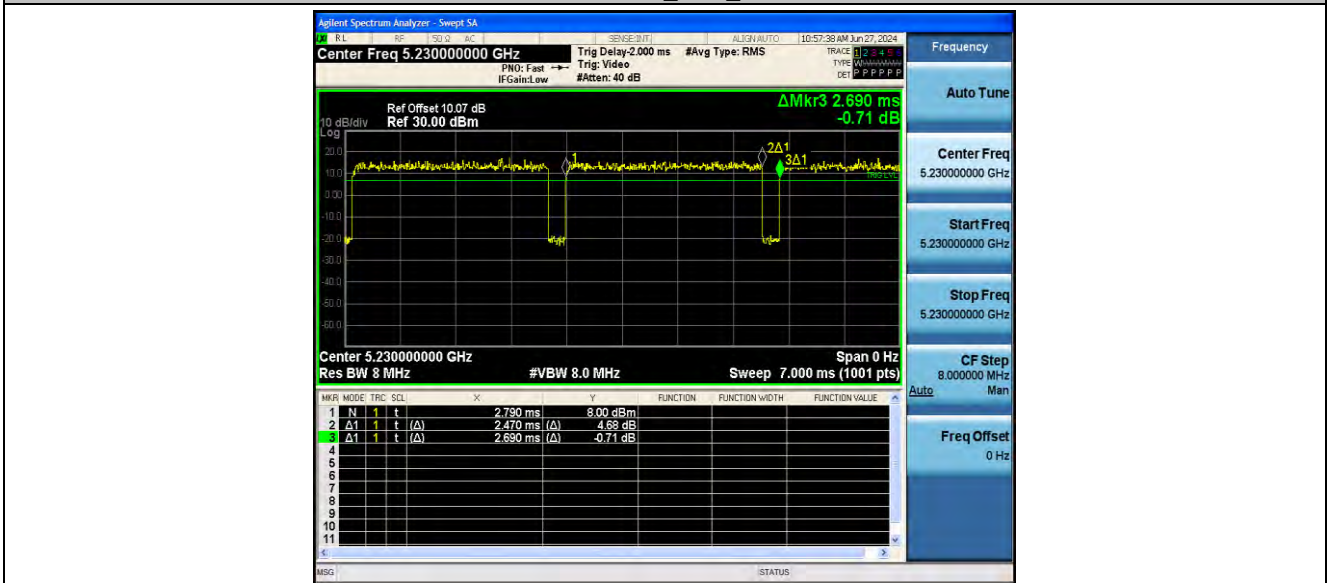 Agilent Spectrum Analyzer - Swept SA
RL RF 50 Ω AC SENSE:INT ALIGN AUTO 10:57:38 AM Jun 27, 2024
Center Freq 5.230000000 GHz
PNO: Fast
IFGain:Low
Trig Delay-2.000 ms
Trig: Video
#Atten: 40 dB
#Avg Type: RMS
TRACE 1 2 3 4 5 6
TYPE W
DET P P P P P P
ΔMkr3 2.690 ms
-0.71 dB
Ref Offset 10.07 dB
10 dB/div Ref 30.00 dBm
Log
20.0
10.0
0.00
-10.0
-20.0
-30.0
-40.0
-50.0
-60.0
1
2Δ1
3Δ1
TRIG LVL
Center 5.230000000 GHz Span 0 Hz
Res BW 8 MHz #VBW 8.0 MHz Sweep 7.000 ms (1001 pts)
MKR MODE TRC SCL X Y FUNCTION FUNCTION WIDTH FUNCTION VALUE
1 N 1 t 2.790 ms 8.00 dBm
2 Δ1 1 t (Δ) 2.470 ms (Δ) 4.68 dB
3 Δ1 1 t (Δ) 2.690 ms (Δ) -0.71 dB
4
5
6
7
8
9
10
11
MSG STATUS
Frequency
Auto Tune
Center Freq
5.230000000 GHz
Start Freq
5.230000000 GHz
Stop Freq
5.230000000 GHz
CF Step
8.000000 MHz
Auto Man
Freq Offset
0 Hz